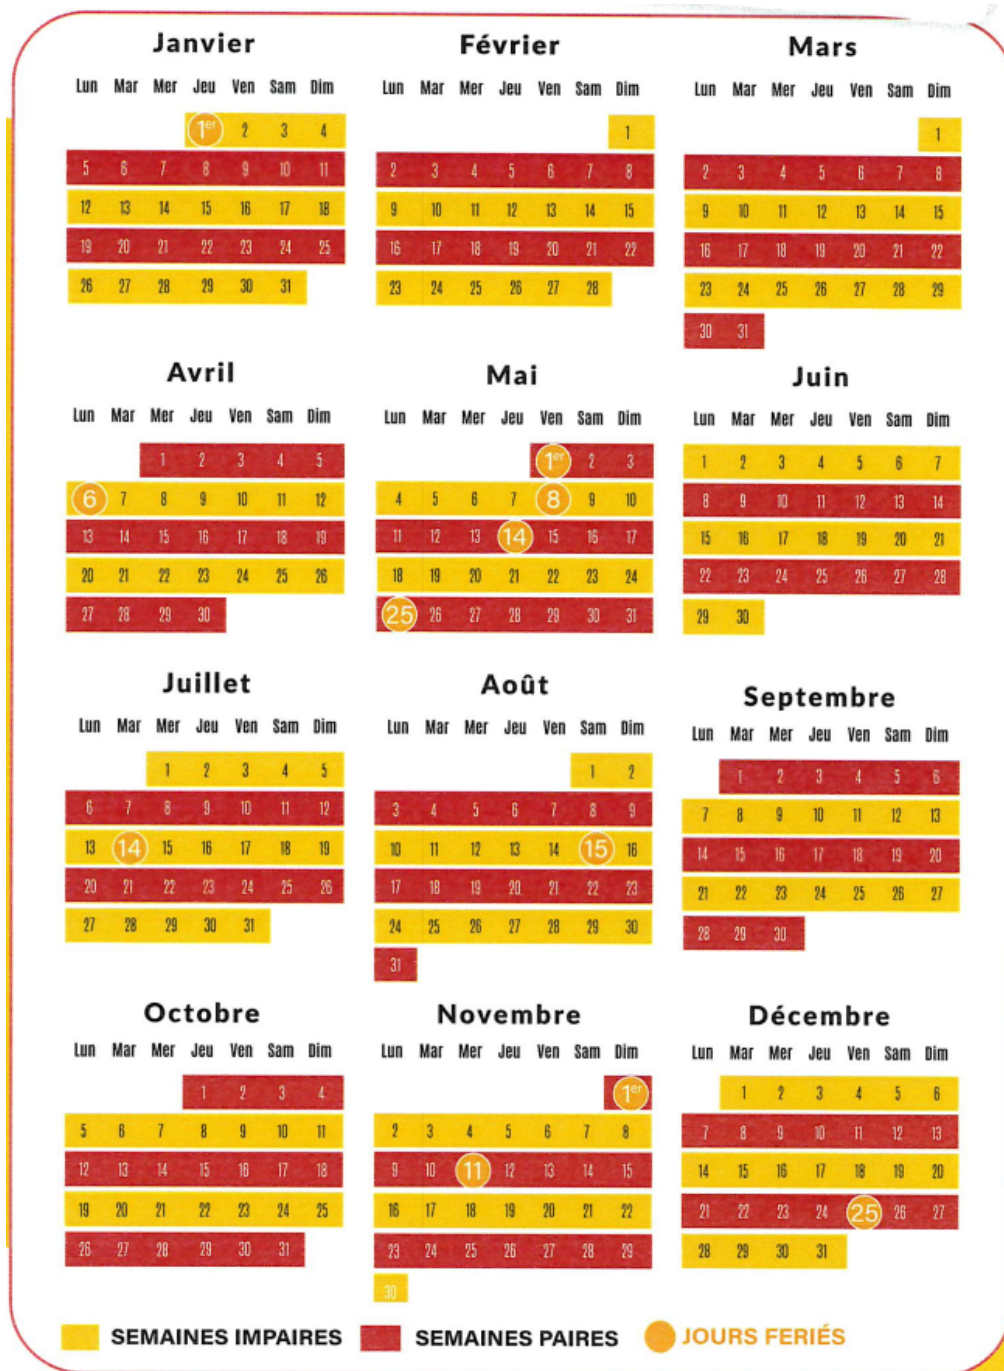 Janvier
Lun Mar Mer Jeu Ven Sam Dim
1er 2 3 4
5 6 7 8 9 10 11
12 13 14 15 16 17 18
19 20 21 22 23 24 25
26 27 28 29 30 31
Février
Lun Mar Mer Jeu Ven Sam Dim
1
2 3 4 5 6 7 8
9 10 11 12 13 14 15
16 17 18 19 20 21 22
23 24 25 26 27 28
Mars
Lun Mar Mer Jeu Ven Sam Dim
1
2 3 4 5 6 7 8
9 10 11 12 13 14 15
16 17 18 19 20 21 22
23 24 25 26 27 28 29
30 31
Avril
Lun Mar Mer Jeu Ven Sam Dim
1 2 3 4 5
6 7 8 9 10 11 12
13 14 15 16 17 18 19
20 21 22 23 24 25 26
27 28 29 30
Mai
Lun Mar Mer Jeu Ven Sam Dim
1er 2 3
4 5 6 7 8 9 10
11 12 13 14 15 16 17
18 19 20 21 22 23 24
25 26 27 28 29 30 31
Juin
Lun Mar Mer Jeu Ven Sam Dim
1 2 3 4 5 6 7
8 9 10 11 12 13 14
15 16 17 18 19 20 21
22 23 24 25 26 27 28
29 30
Juillet
Lun Mar Mer Jeu Ven Sam Dim
1 2 3 4 5
6 7 8 9 10 11 12
13 14 15 16 17 18 19
20 21 22 23 24 25 26
27 28 29 30 31
Août
Lun Mar Mer Jeu Ven Sam Dim
1 2
3 4 5 6 7 8 9
10 11 12 13 14 15 16
17 18 19 20 21 22 23
24 25 26 27 28 29 30
31
Septembre
Lun Mar Mer Jeu Ven Sam Dim
1 2 3 4 5 6
7 8 9 10 11 12 13
14 15 16 17 18 19 20
21 22 23 24 25 26 27
28 29 30
Octobre
Lun Mar Mer Jeu Ven Sam Dim
1 2 3 4
5 6 7 8 9 10 11
12 13 14 15 16 17 18
19 20 21 22 23 24 25
26 27 28 29 30 31
Novembre
Lun Mar Mer Jeu Ven Sam Dim
1er
2 3 4 5 6 7 8
9 10 11 12 13 14 15
16 17 18 19 20 21 22
23 24 25 26 27 28 29
30
Décembre
Lun Mar Mer Jeu Ven Sam Dim
1 2 3 4 5 6
7 8 9 10 11 12 13
14 15 16 17 18 19 20
21 22 23 24 25 26 27
28 29 30 31
SEMAINES IMPAIRES SEMAINES PAIRES JOURS FERIÉS